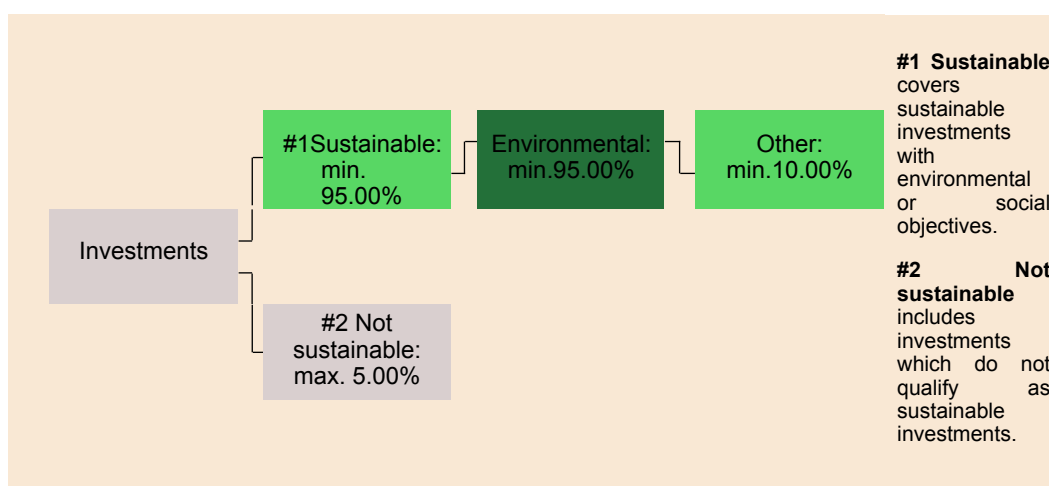 Investments
#1Sustainable:
min.
95.00%
Environmental:
min.95.00%
Other:
min.10.00%
#2 Not
sustainable:
max. 5.00%
#1 Sustainable
covers
sustainable
investments
with
environmental
or social
objectives.
#2 Not
sustainable
includes
investments
which do not
qualify as
sustainable
investments.